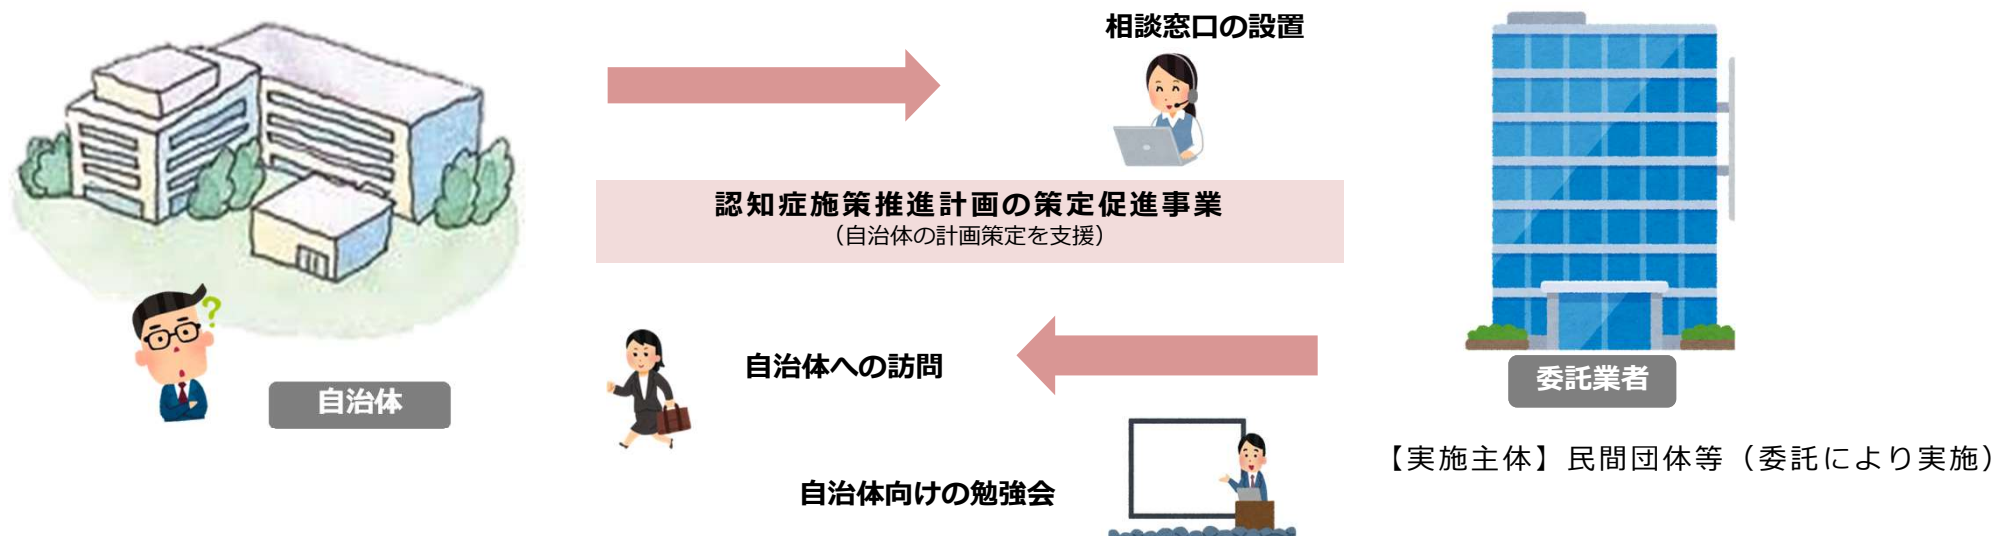 相談窓口の設置
認知症施策推進計画の策定促進事業
（自治体の計画策定を支援）
?
自治体への訪問
自治体
委託業者
【実施主体】民間団体等（委託により実施）
自治体向けの勉強会